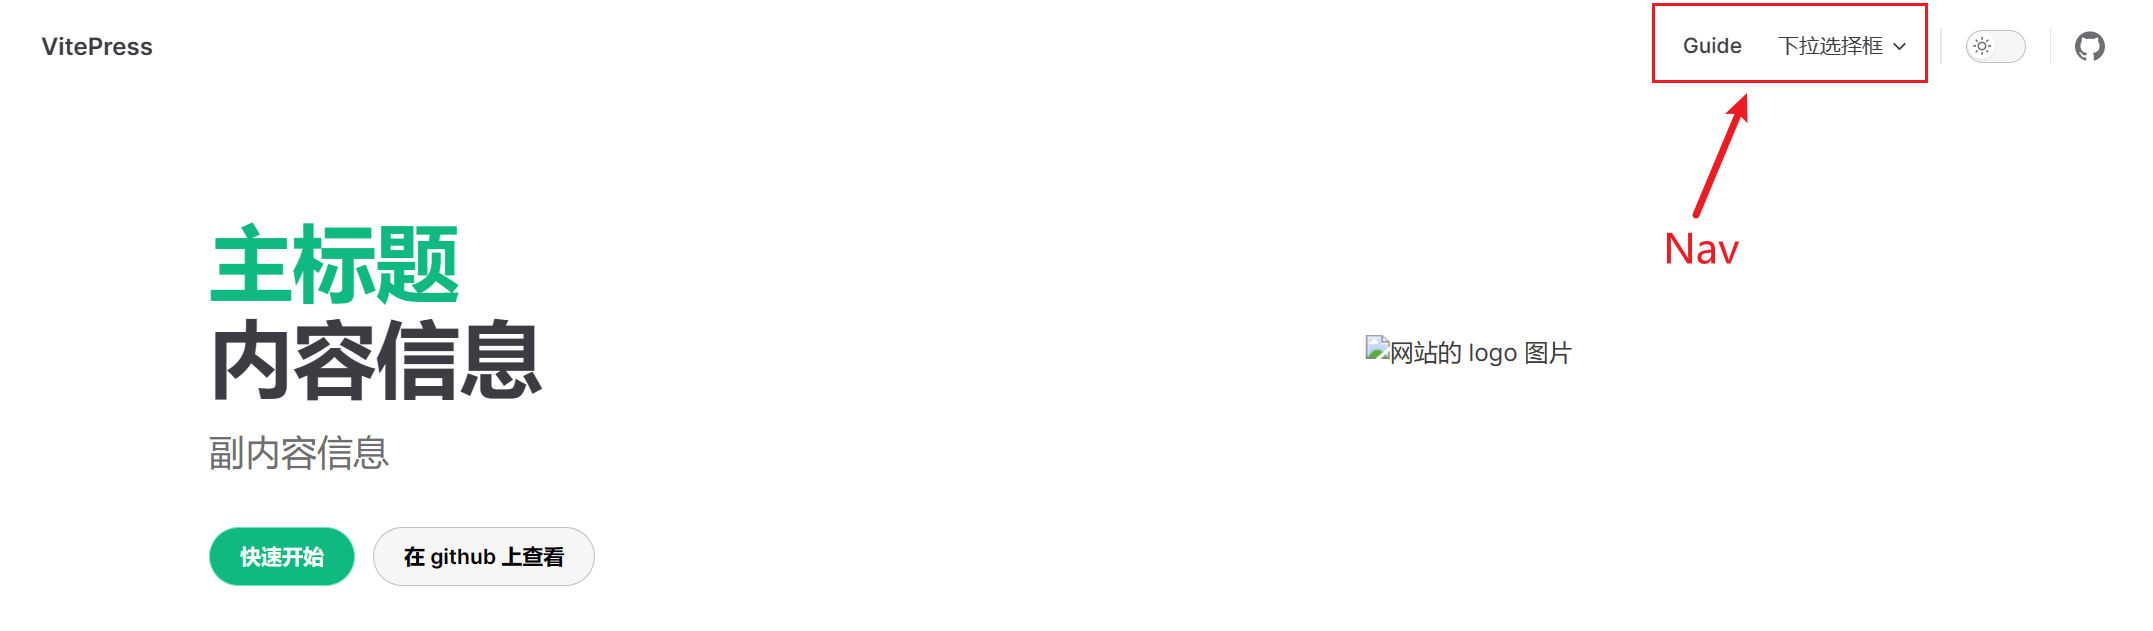 VitePress
Guide 下拉选择框
Nav
主标题
内容信息
网站的 logo 图片
副内容信息
快速开始 在 github 上查看